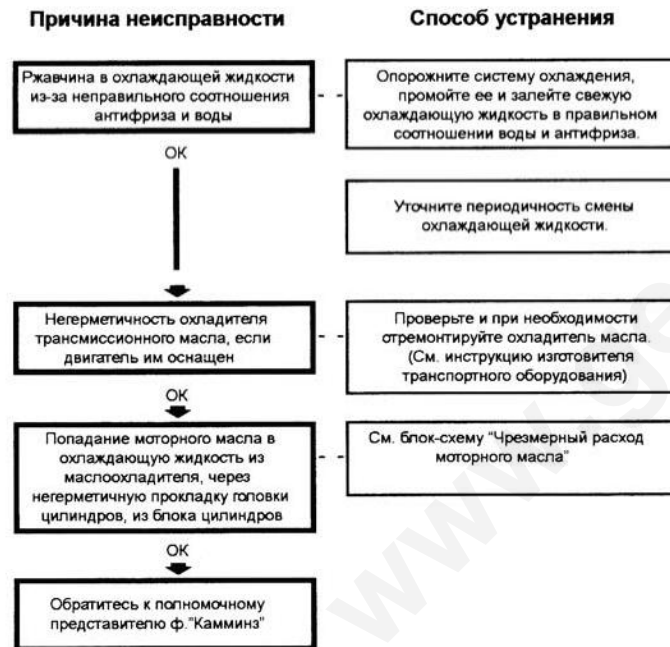 Причина неисправности
Способ устранения
Ржавчина в охлаждающей жидкости
из-за неправильного соотношения
антифриза и воды
Опорожните систему охлаждения,
промойте ее и залейте свежую
охлаждающую жидкость в правильном
соотношении воды и антифриза.
ОК
Уточните периодичность смены
охлаждающей жидкости.
Негерметичность охладителя
трансмиссионного масла, если
двигатель им оснащен
Проверьте и при необходимости
отремонтируйте охладитель масла.
(См. инструкцию изготовителя
транспортного оборудования)
ОК
Попадание моторного масла в
охлаждающую жидкость из
маслоохладителя, через
негерметичную прокладку головки
цилиндров, из блока цилиндров
См. блок-схему "Чрезмерный расход
моторного масла"
ОК
Обратитесь к полномочному
представителю ф."Камминз"
www.ge